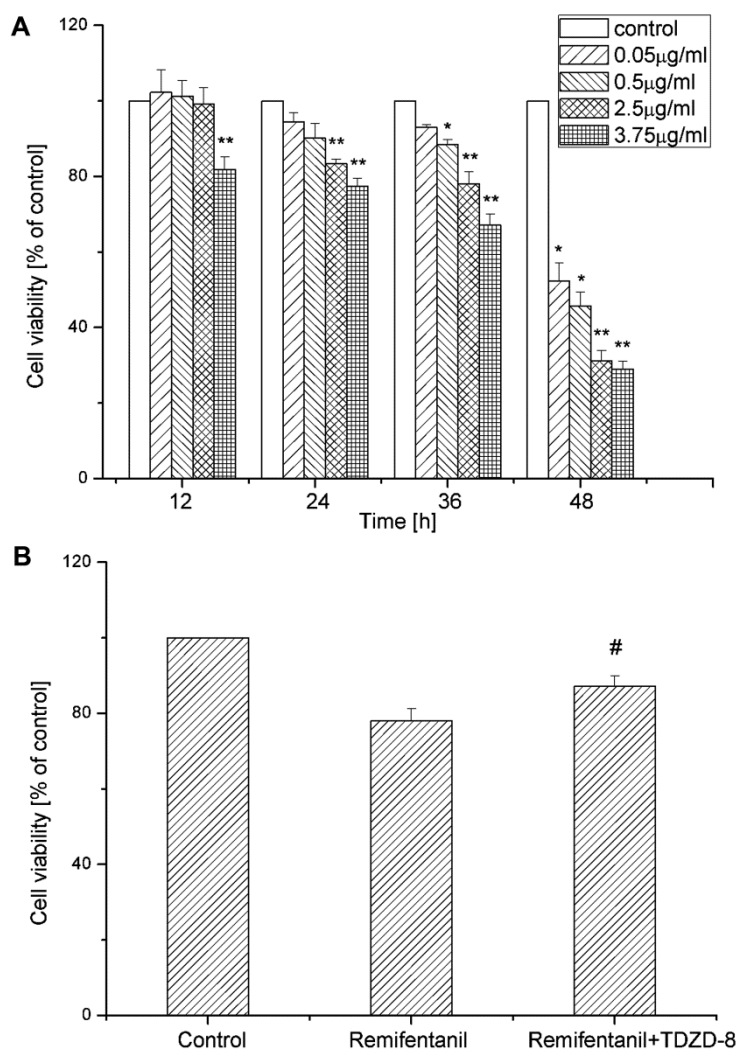 A
120
80
40
0
Cell viability [% of control]
control
0.05μg/ml
0.5μg/ml
2.5μg/ml
3.75μg/ml
**
** **
* ** **
* * ** **
12 24 36 48
Time [h]
B
120
80
40
0
Cell viability [% of control]
#
Control Remifentanil Remifentanil+TDZD-8